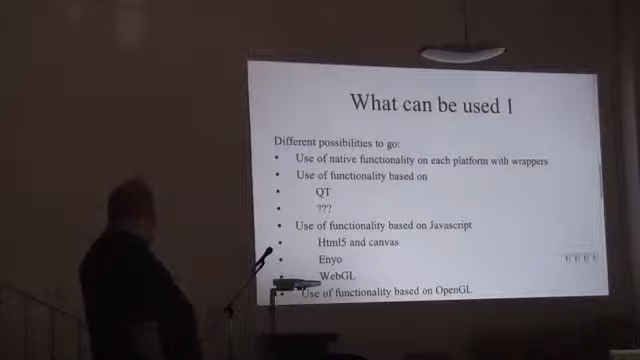 What can be used 1
Different possibilities to go:
• Use of native functionality on each platform with wrappers
• Use of functionality based on
• QT
• ???
• Use of functionality based on Javascript
• Html5 and canvas
• Enyo
• WebGL
• Use of functionality based on OpenGL